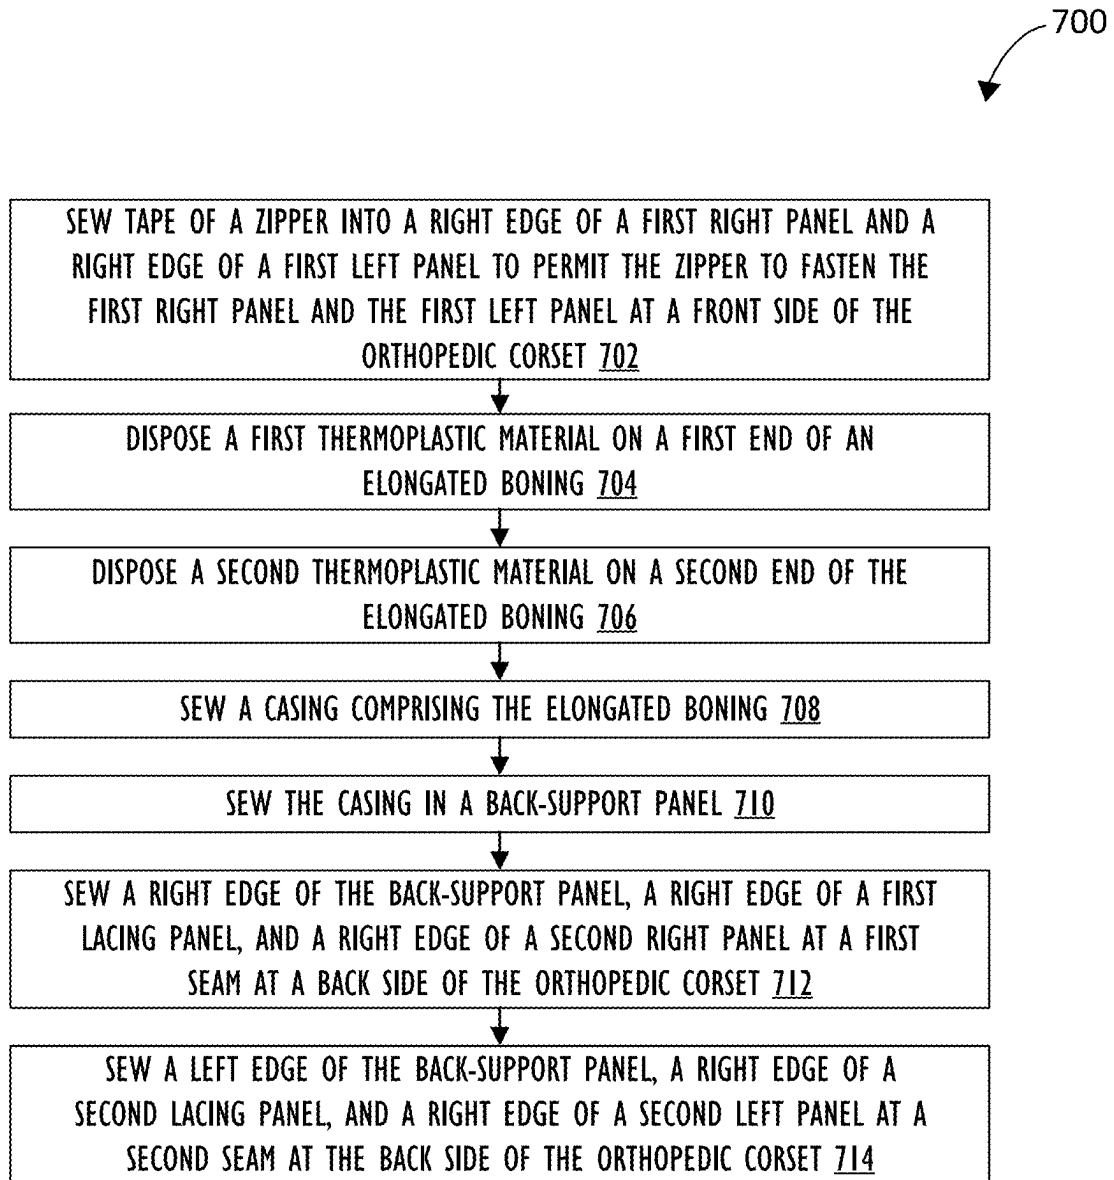 700
SEW TAPE OF A ZIPPER INTO A RIGHT EDGE OF A FIRST RIGHT PANEL AND A
RIGHT EDGE OF A FIRST LEFT PANEL TO PERMIT THE ZIPPER TO FASTEN THE
FIRST RIGHT PANEL AND THE FIRST LEFT PANEL AT A FRONT SIDE OF THE
ORTHOPEDIC CORSET 702
DISPOSE A FIRST THERMOPLASTIC MATERIAL ON A FIRST END OF AN
ELONGATED BONING 704
DISPOSE A SECOND THERMOPLASTIC MATERIAL ON A SECOND END OF THE
ELONGATED BONING 706
SEW A CASING COMPRISING THE ELONGATED BONING 708
SEW THE CASING IN A BACK-SUPPORT PANEL 710
SEW A RIGHT EDGE OF THE BACK-SUPPORT PANEL, A RIGHT EDGE OF A FIRST
LACING PANEL, AND A RIGHT EDGE OF A SECOND RIGHT PANEL AT A FIRST
SEAM AT A BACK SIDE OF THE ORTHOPEDIC CORSET 712
SEW A LEFT EDGE OF THE BACK-SUPPORT PANEL, A RIGHT EDGE OF A
SECOND LACING PANEL, AND A RIGHT EDGE OF A SECOND LEFT PANEL AT A
SECOND SEAM AT THE BACK SIDE OF THE ORTHOPEDIC CORSET 714